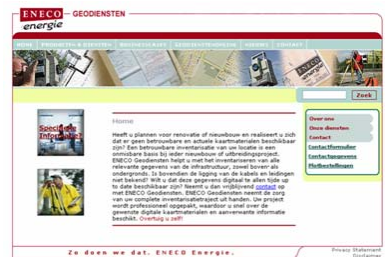 ENECO GEODIENSTEN
energie
HOME PRODUCTEN & DIENSTEN GEODIENSTEN CONTACT
Zoek
Specifieke
Informatie?
Home
Heeft u plannen voor renovatie of nieuwbouw en realiseert u zich
dat er geen betrouwbare en actuele kaartmaterialen beschikbaar
zijn? Een betrouwbare inventarisatie van uw locatie is een
onmisbare basis bij ieder nieuwbouw of uitbreidingsproject.
ENECO Geodiensten helpt u met het inventariseren van alle
relevante gegevens van de infrastructuur, zowel boven als
ondergronds. Is bovendien de ligging van de kabels en leidingen
niet bekend? Wilt u dat deze gegevens digitaal te allen tijde up
to date beschikbaar zijn? Neemt u dan vrijblijvend contact op
met ENECO Geodiensten. ENECO Geodiensten neemt de zorg
van uw complete inventarisatietraject uit handen. Uw project
wordt professioneel opgepakt, waardoor u snel over de
gewenste digitale kaartmaterialen en aanverwante informatie
beschikt. Overtuig u zelf!
Over ons
Onze diensten
Contact
Contactformulier
Contactgegevens
Plotbestellingen
Zo doen we dat. ENECO Energie.
Privacy Statement
Disclaimer